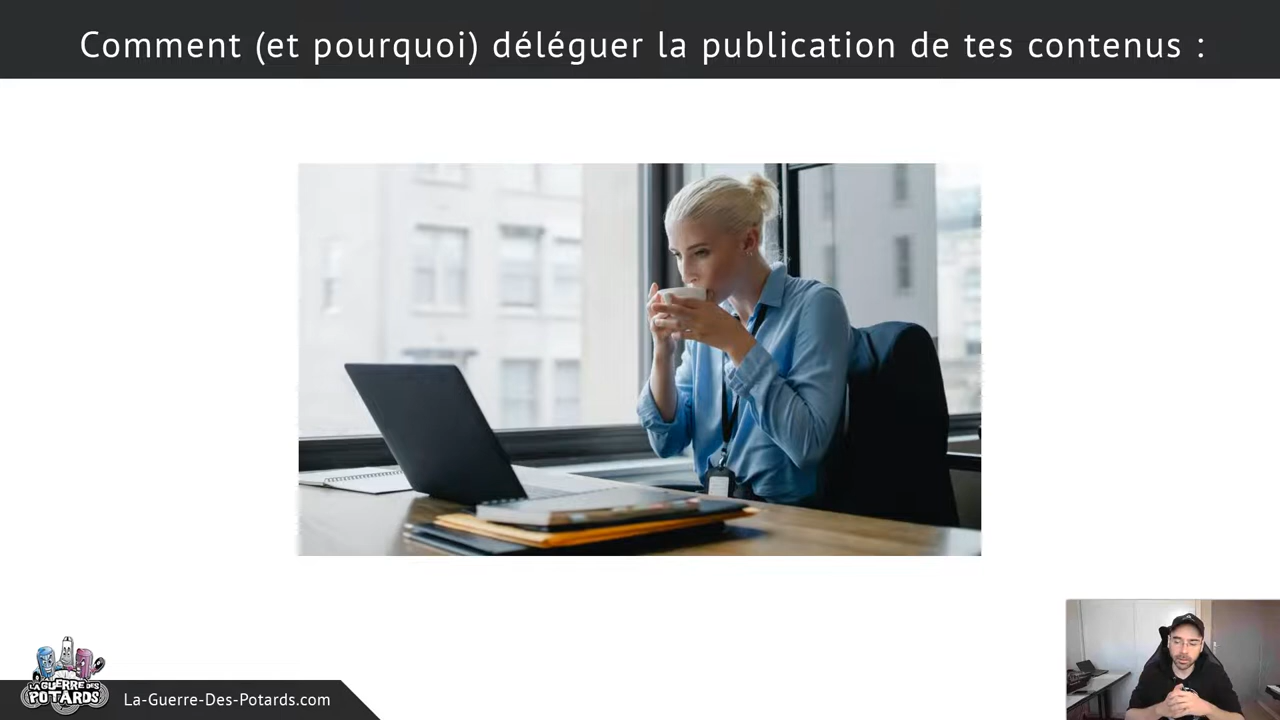 Comment (et pourquoi) déléguer la publication de tes contenus :
LA GUERRE DES
POTARDS
La-Guerre-Des-Potards.com